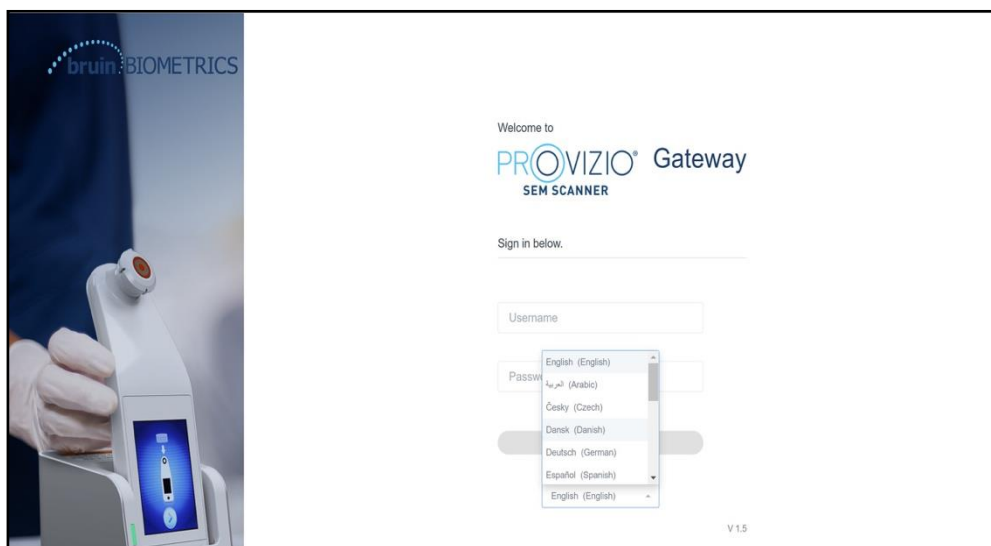 bruin BIOMETRICS
Welcome to
PROVIZIO® Gateway
SEM SCANNER
Sign in below.
Username
Passw
English (English)
العربية (Arabic)
Česky (Czech)
Dansk (Danish)
Deutsch (German)
Español (Spanish)
English (English)
V 1.5